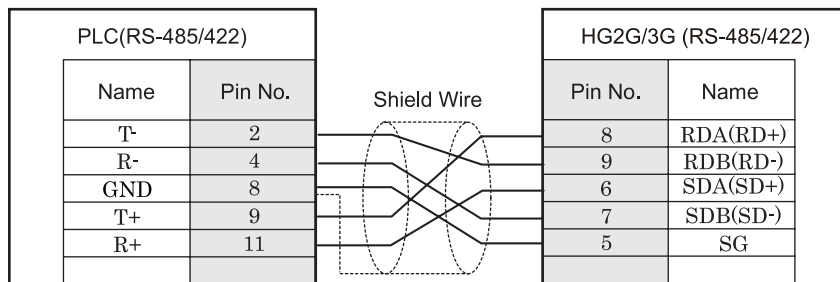 PLC(RS-485/422)
Name Pin No.
T- 2
R- 4
GND 8
T+ 9
R+ 11
Shield Wire
HG2G/3G (RS-485/422)
Pin No. Name
8 RDA(RD+)
9 RDB(RD-)
6 SDA(SD+)
7 SDB(SD-)
5 SG